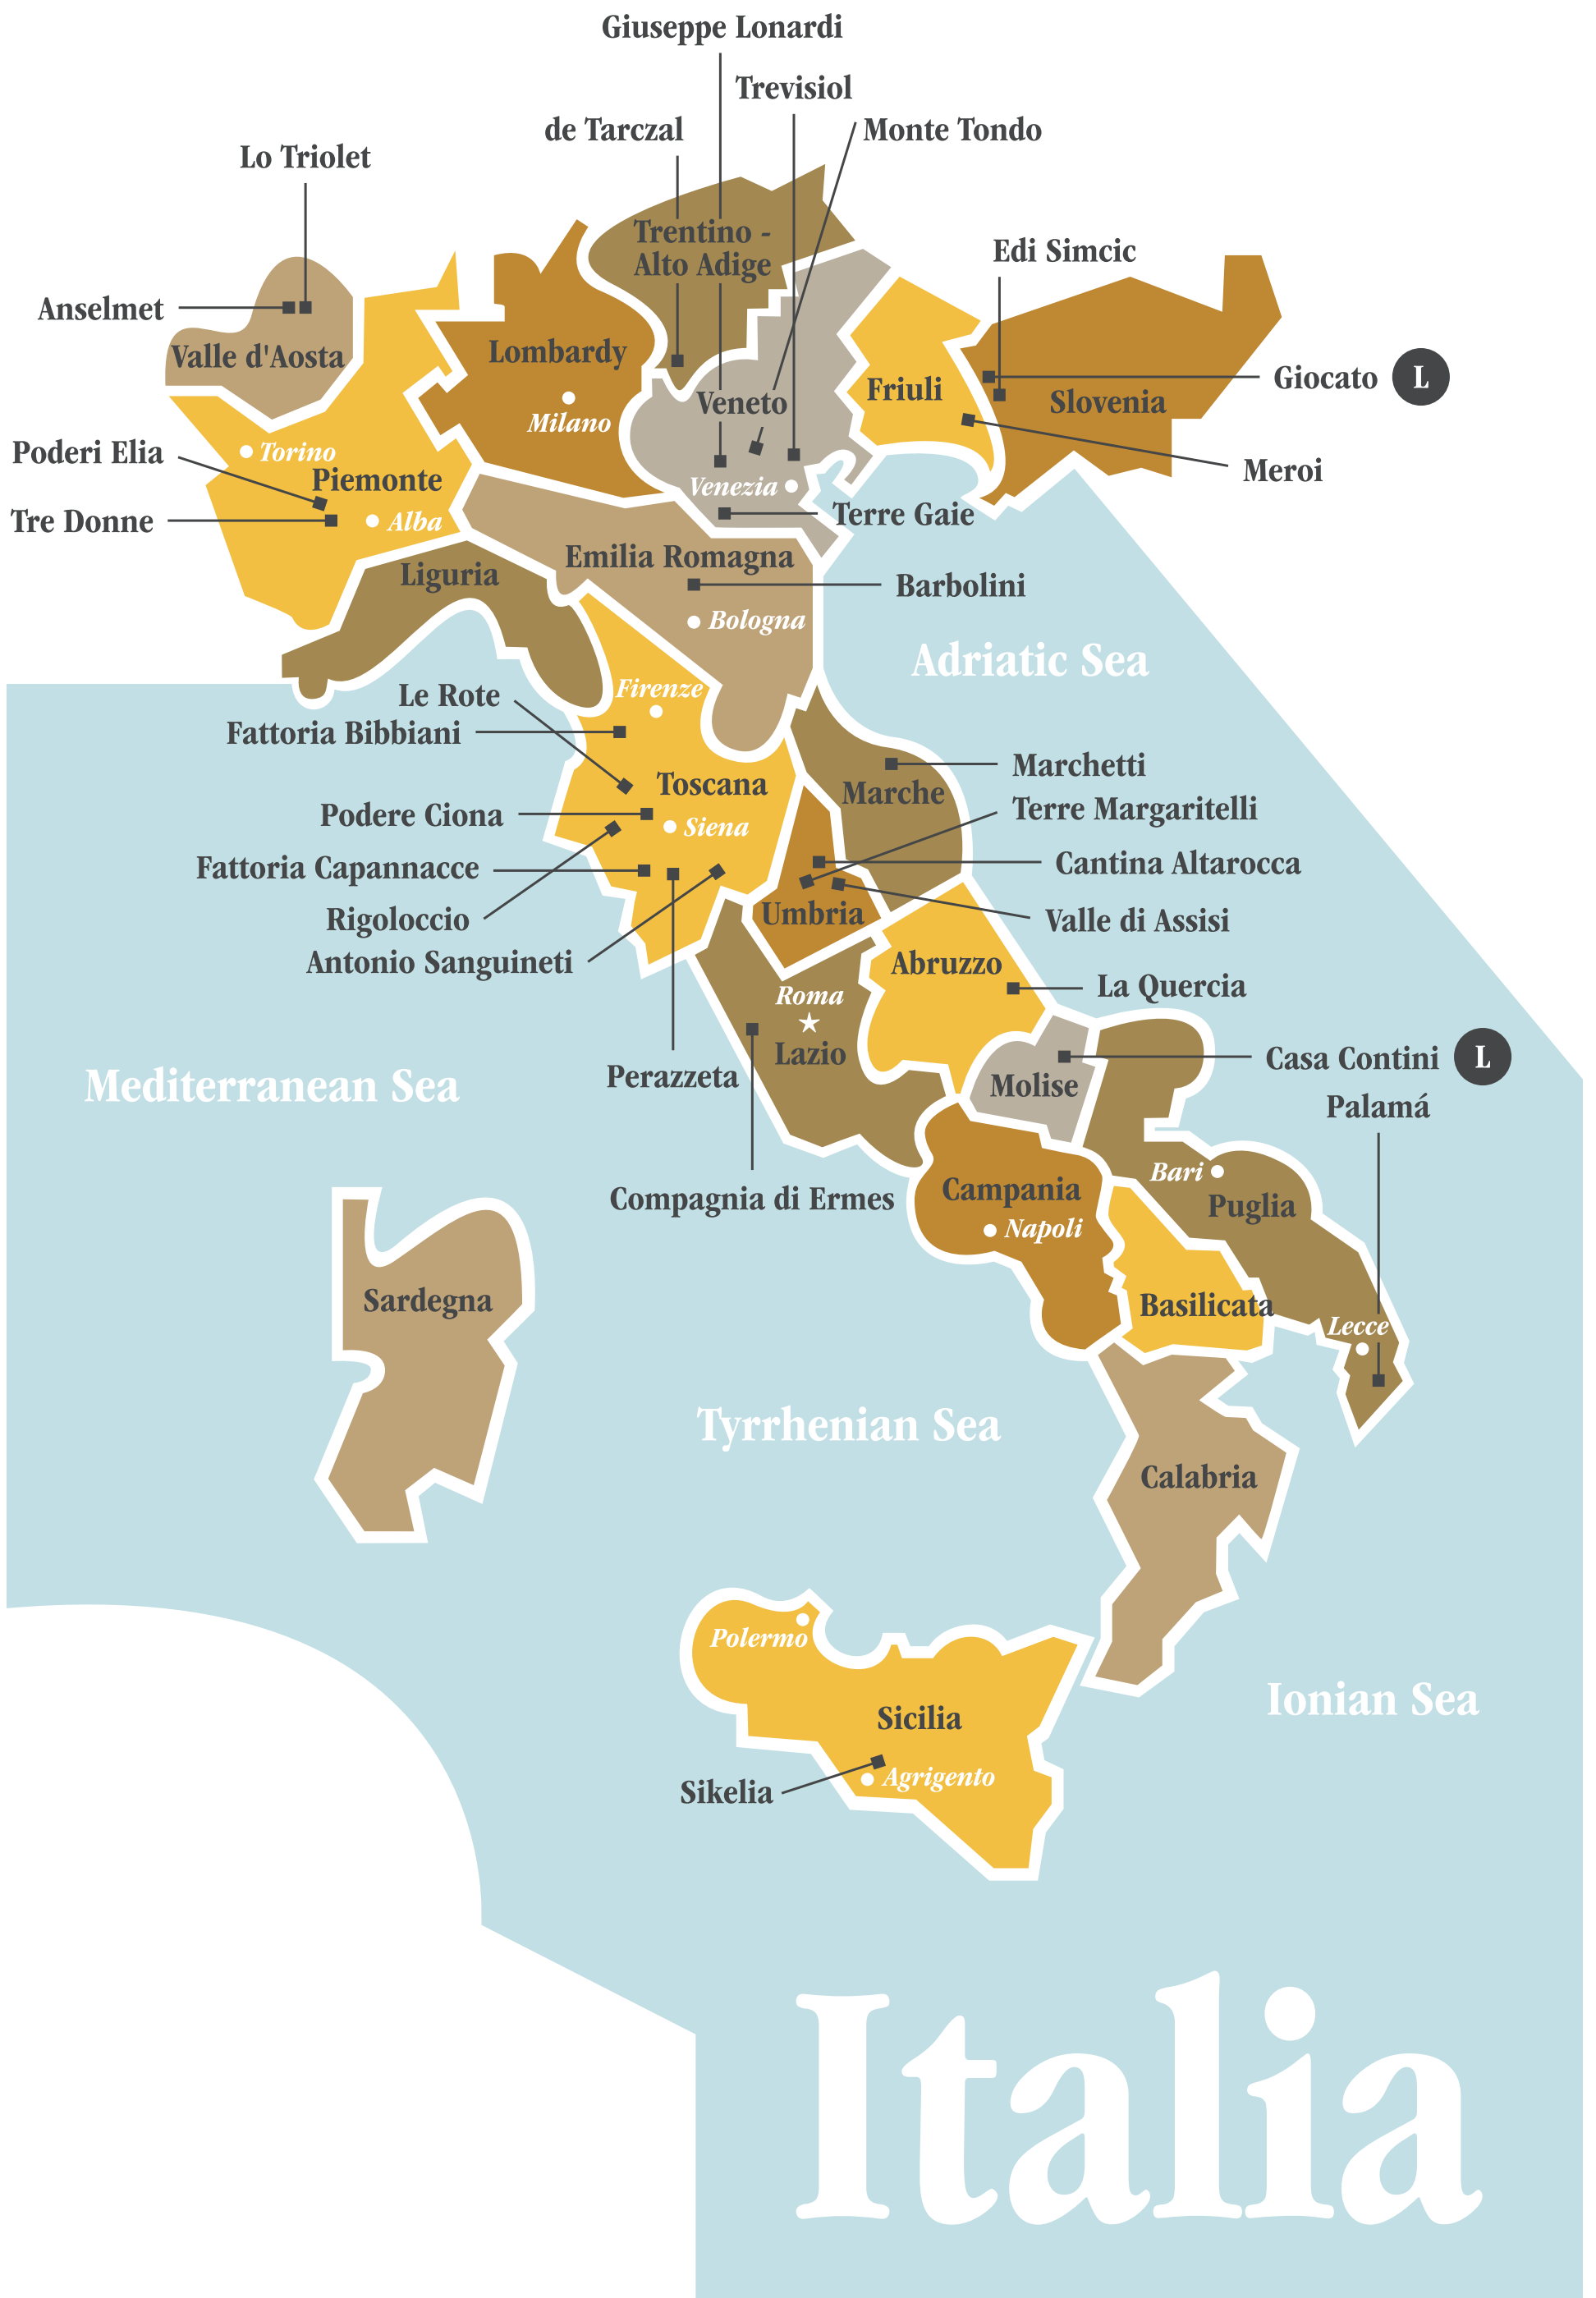 Giuseppe Lonardi
Trevisiol
de Tarczal
Monte Tondo
Lo Triolet
Trentino -
Alto Adige
Edi Simcic
Anselmet
Valle d'Aosta
Lombardy
Giocato L
Friuli
Slovenia
Veneto
Milano
Poderi Elia
Torino
Meroi
Piemonte
Venezia
Tre Donne
Alba
Terre Gaie
Emilia Romagna
Liguria
Barbolini
Bologna
Adriatic Sea
Le Rote
Firenze
Fattoria Bibbiani
Marchetti
Toscana
Marche
Terre Margaritelli
Podere Ciona
Siena
Cantina Altarocca
Fattoria Capannacce
Umbria
Valle di Assisi
Rigoloccio
Antonio Sanguineti
Abruzzo
La Quercia
Roma
Lazio
Casa Contini L
Perazzeta
Mediterranean Sea
Molise
Palamá
Bari
Compagnia di Ermes
Campania
Puglia
Napoli
Sardegna
Basilicata
Lecce
Tyrrhenian Sea
Calabria
Polermo
Ionian Sea
Sicilia
Agrigento
Sikelia
Italia